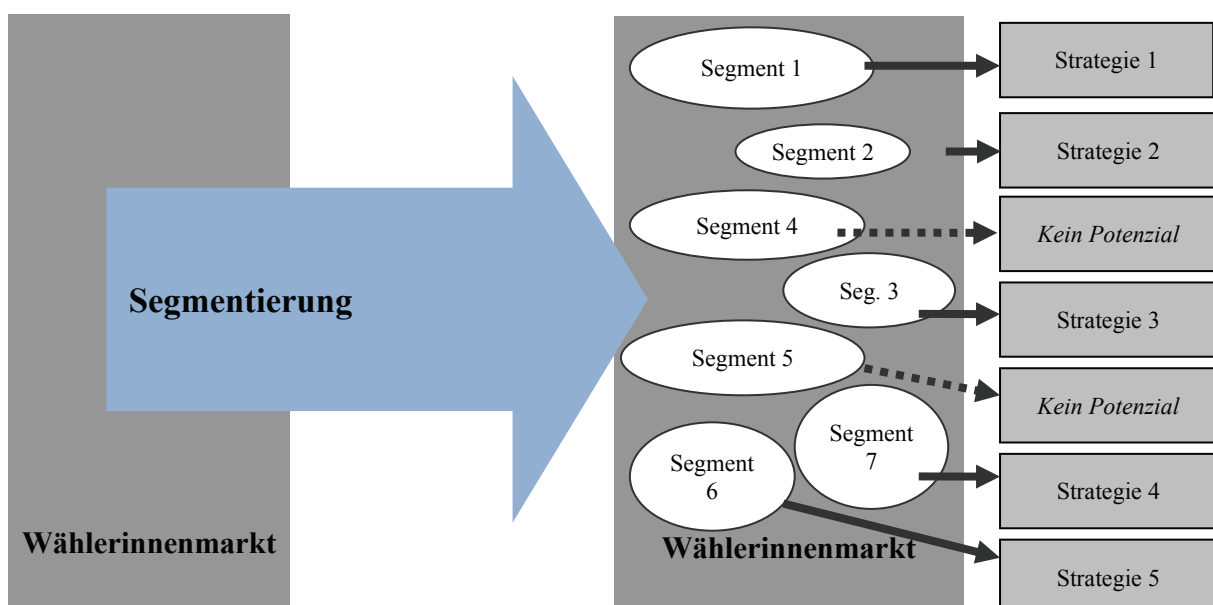 Segmentierung
Wählerinnenmarkt
Segment 1
Segment 2
Segment 4
Seg. 3
Segment 5
Segment
7
Segment
6
Wählerinnenmarkt
Strategie 1
Strategie 2
Kein Potenzial
Strategie 3
Kein Potenzial
Strategie 4
Strategie 5